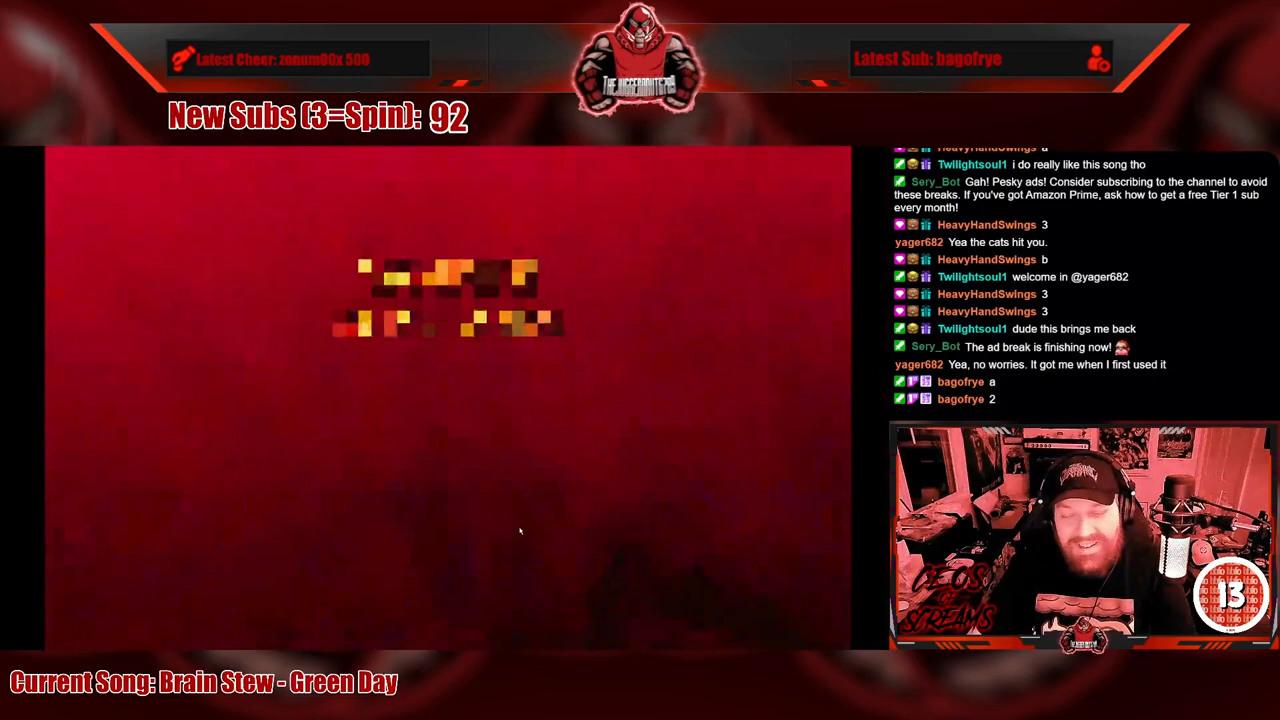 Latest Cheer: zonum00x 500
THEJUGGERNAUT6789
Latest Sub: bagofrye
New Subs (3=Spin): 92
HeavyHandSwings a
Twilightsoul1 i do really like this song tho
Sery_Bot Gah! Pesky ads! Consider subscribing to the channel to avoid
these breaks. If you've got Amazon Prime, ask how to get a free Tier 1 sub
every month!
HeavyHandSwings 3
yager682 Yea the cats hit you.
HeavyHandSwings b
Twilightsoul1 welcome in @yager682
HeavyHandSwings 3
HeavyHandSwings 3
Twilightsoul1 dude this brings me back
Sery_Bot The ad break is finishing now!
yager682 Yea, no worries. It got me when I first used it
bagofrye a
bagofrye 2
CEOS
OF
SCREAMS
13
Current Song: Brain Stew - Green Day